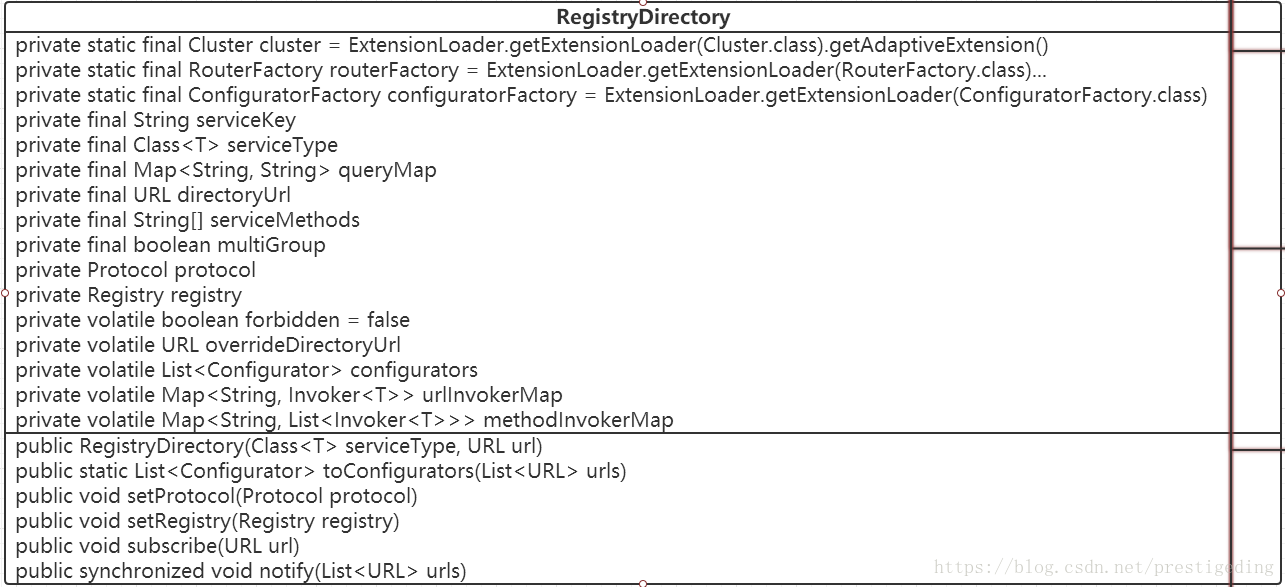 RegistryDirectory
private static final Cluster cluster = ExtensionLoader.getExtensionLoader(Cluster.class).getAdaptiveExtension()
private static final RouterFactory routerFactory = ExtensionLoader.getExtensionLoader(RouterFactory.class)...
private static final ConfiguratorFactory configuratorFactory = ExtensionLoader.getExtensionLoader(ConfiguratorFactory.class)
private final String serviceKey
private final Class<T> serviceType
private final Map<String, String> queryMap
private final URL directoryUrl
private final String[] serviceMethods
private final boolean multiGroup
private Protocol protocol
private Registry registry
private volatile boolean forbidden = false
private volatile URL overrideDirectoryUrl
private volatile List<Configurator> configurators
private volatile Map<String, Invoker<T>> urlInvokerMap
private volatile Map<String, List<Invoker<T>>> methodInvokerMap
public RegistryDirectory(Class<T> serviceType, URL url)
public static List<Configurator> toConfigurators(List<URL> urls)
public void setProtocol(Protocol protocol)
public void setRegistry(Registry registry)
public void subscribe(URL url)
public synchronized void notify(List<URL> urls)
https://blog.csdn.net/prestigeding